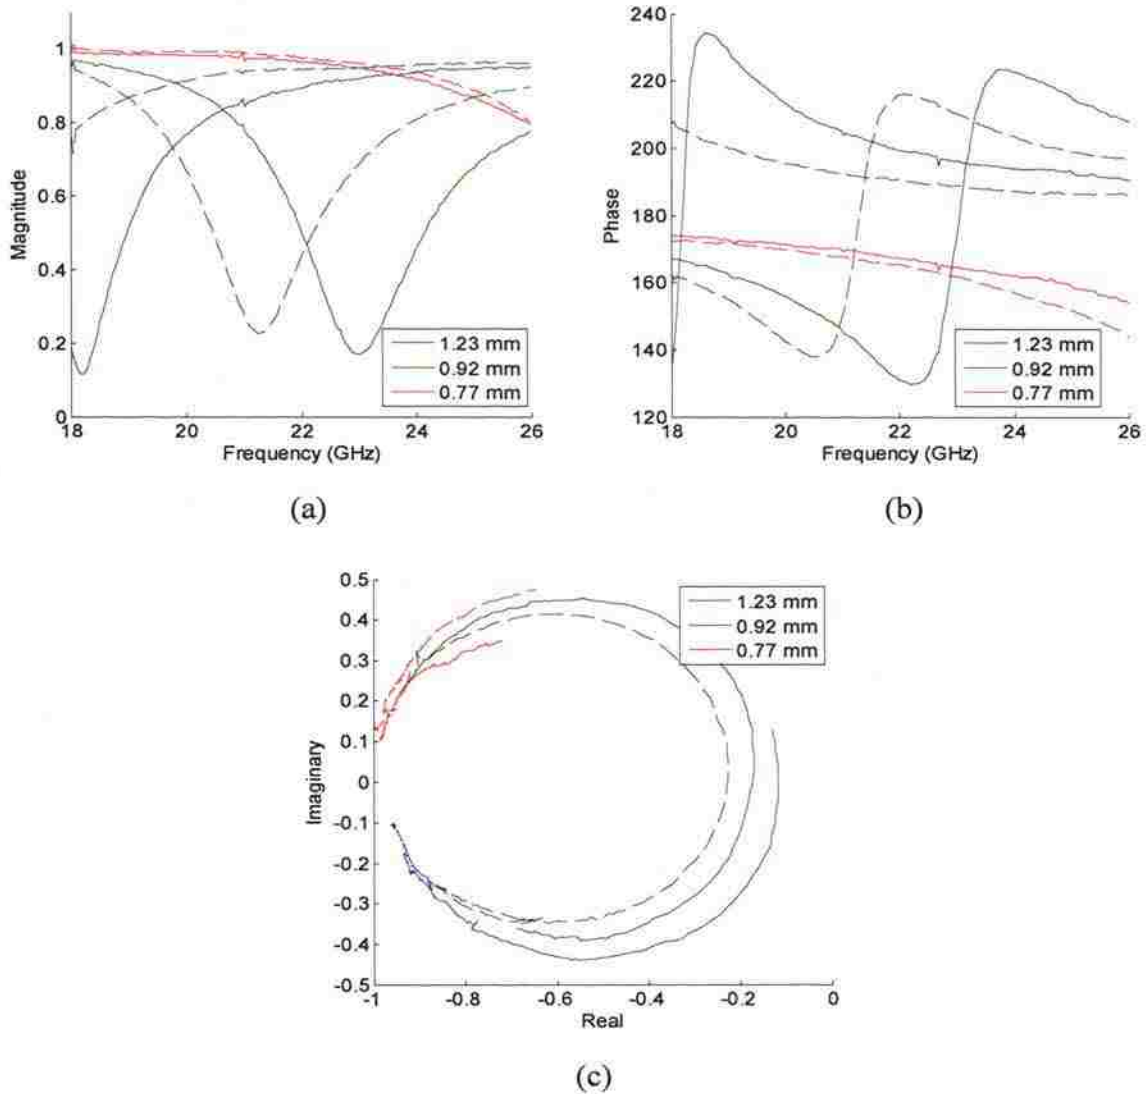 1
0.8
0.6
0.4
0.2
0
Magnitude
18 20 22 24 26
Frequency (GHz)
1.23 mm
0.92 mm
0.77 mm
(a)
240
220
200
180
160
140
120
Phase
18 20 22 24 26
Frequency (GHz)
1.23 mm
0.92 mm
0.77 mm
(b)
0.5
0.4
0.3
0.2
0.1
0
-0.1
-0.2
-0.3
-0.4
-0.5
Imaginary
-1 -0.8 -0.6 -0.4 -0.2 0
Real
1.23 mm
0.92 mm
0.77 mm
(c)